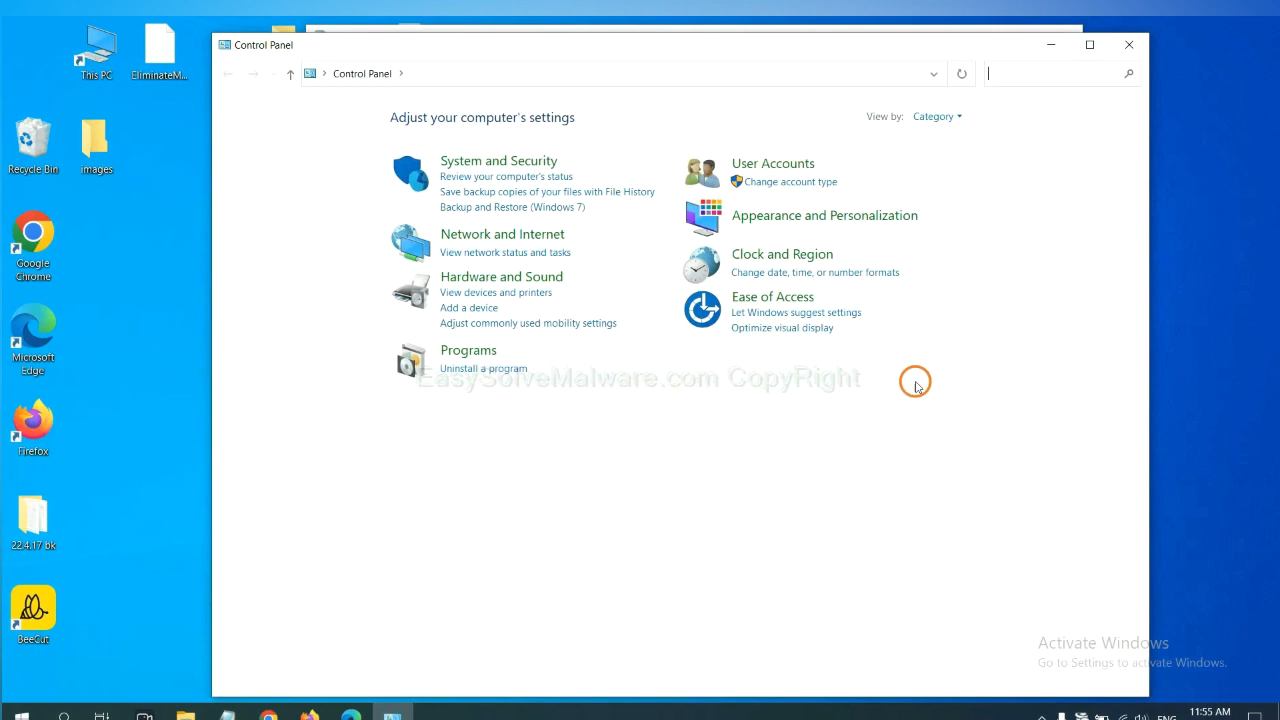 Control Panel
Control Panel
Adjust your computer's settings
View by: Category
System and Security
Review your computer's status
Save backup copies of your files with File History
Backup and Restore (Windows 7)
Network and Internet
View network status and tasks
Hardware and Sound
View devices and printers
Add a device
Adjust commonly used mobility settings
Programs
Uninstall a program
User Accounts
Change account type
Appearance and Personalization
Clock and Region
Change date, time, or number formats
Ease of Access
Let Windows suggest settings
Optimize visual display
EasySolveMalware.com CopyRight
This PC
EliminateM...
Recycle Bin
images
Google
Chrome
Microsoft
Edge
Firefox
22.4.17 bk
BeeCut
Activate Windows
Go to Settings to activate Windows.
11:55 AM
ENG